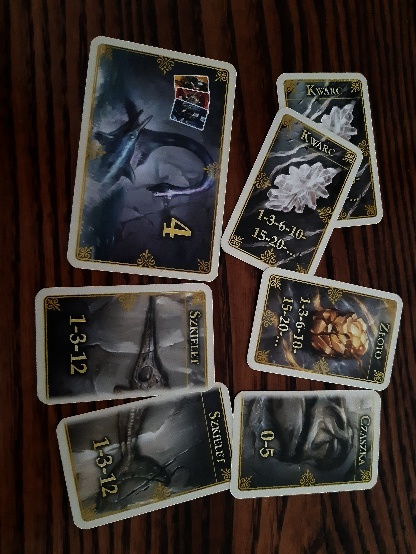 4
KWARC
KWARC
1-3-6-10-
15-20-...
ZŁOTO
1-3-6-10-
15-20-...
SZKIELET
1-3-12
SZKIELET
1-3-12
CZASZKA
0-5